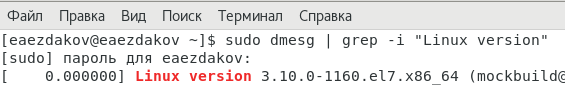 Файл Правка Вид Поиск Терминал Справка
[eaezdakov@eaezdakov ~]$ sudo dmesg | grep -i "Linux version"
[sudo] пароль для eaezdakov:
[    0.000000] Linux version 3.10.0-1160.el7.x86_64 (mockbuild@